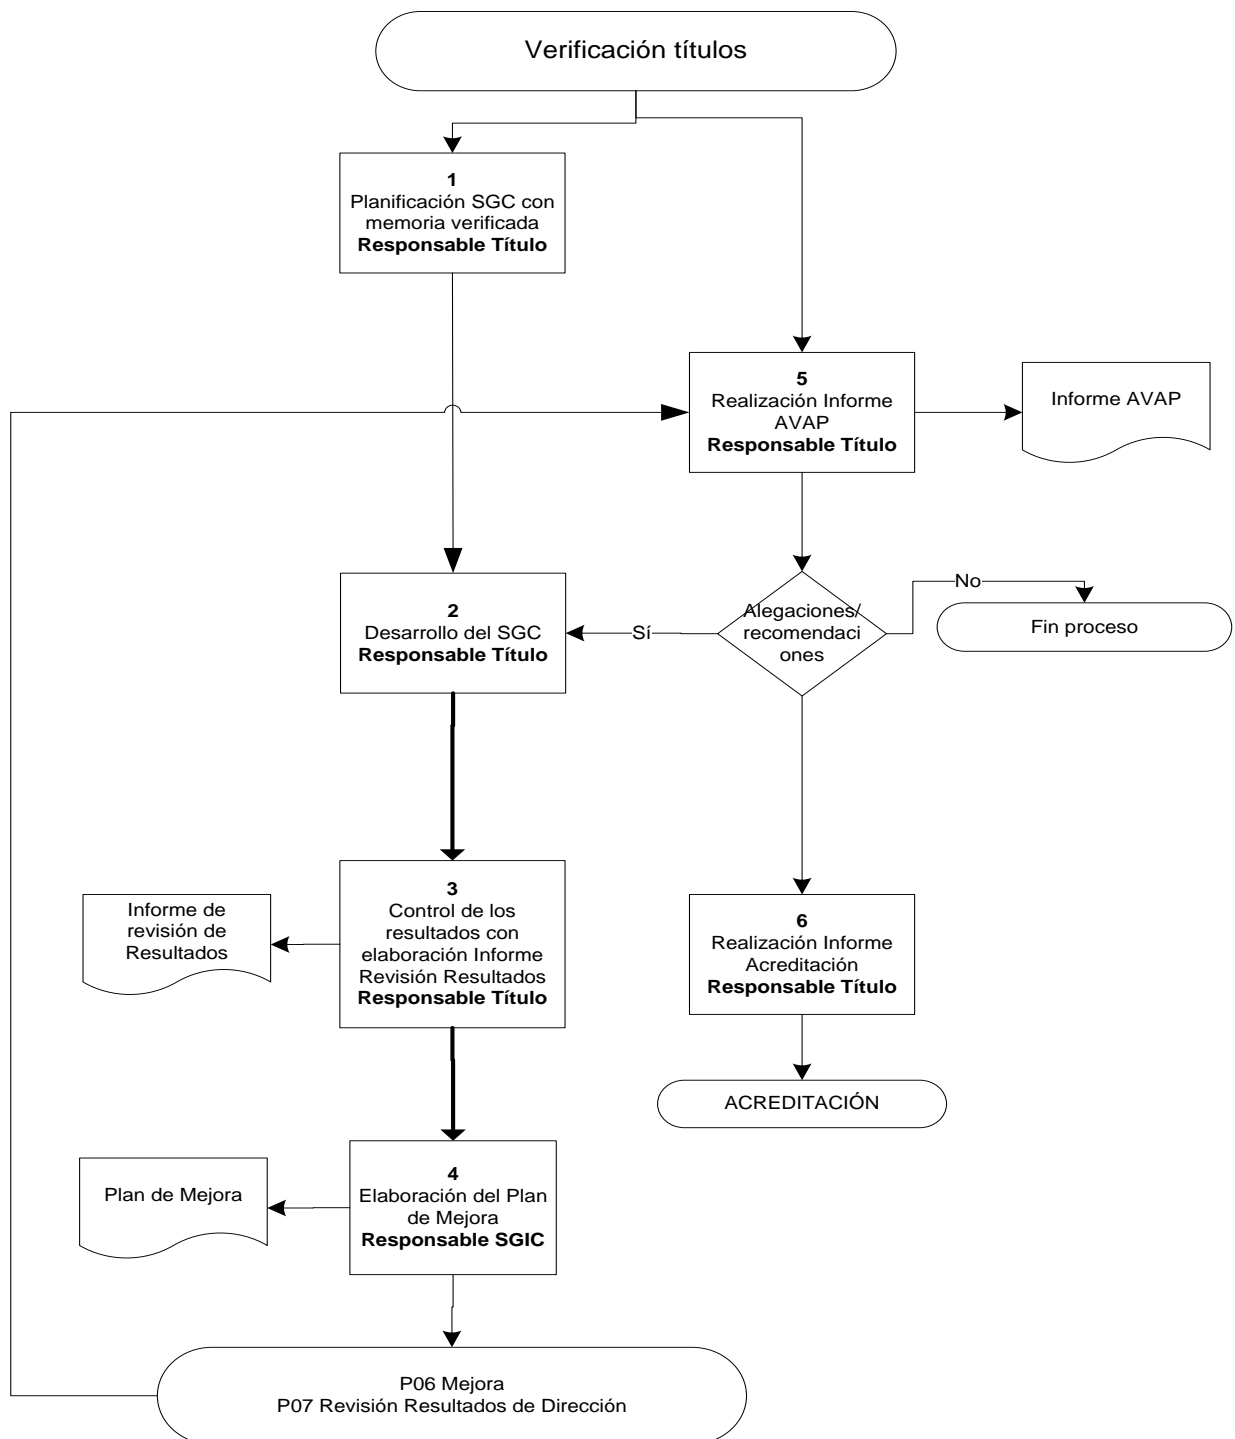 Verificación títulos
1
Planificación SGC con
memoria verificada
Responsable Título
5
Realización Informe
AVAP
Responsable Título
Informe AVAP
2
Desarrollo del SGC
Responsable Título
Sí
Alegaciones/
recomendaci
ones
No
Fin proceso
3
Control de los
resultados con
elaboración Informe
Revisión Resultados
Responsable Título
Informe de
revisión de
Resultados
6
Realización Informe
Acreditación
Responsable Título
ACREDITACIÓN
4
Elaboración del Plan
de Mejora
Responsable SGIC
Plan de Mejora
P06 Mejora
P07 Revisión Resultados de Dirección